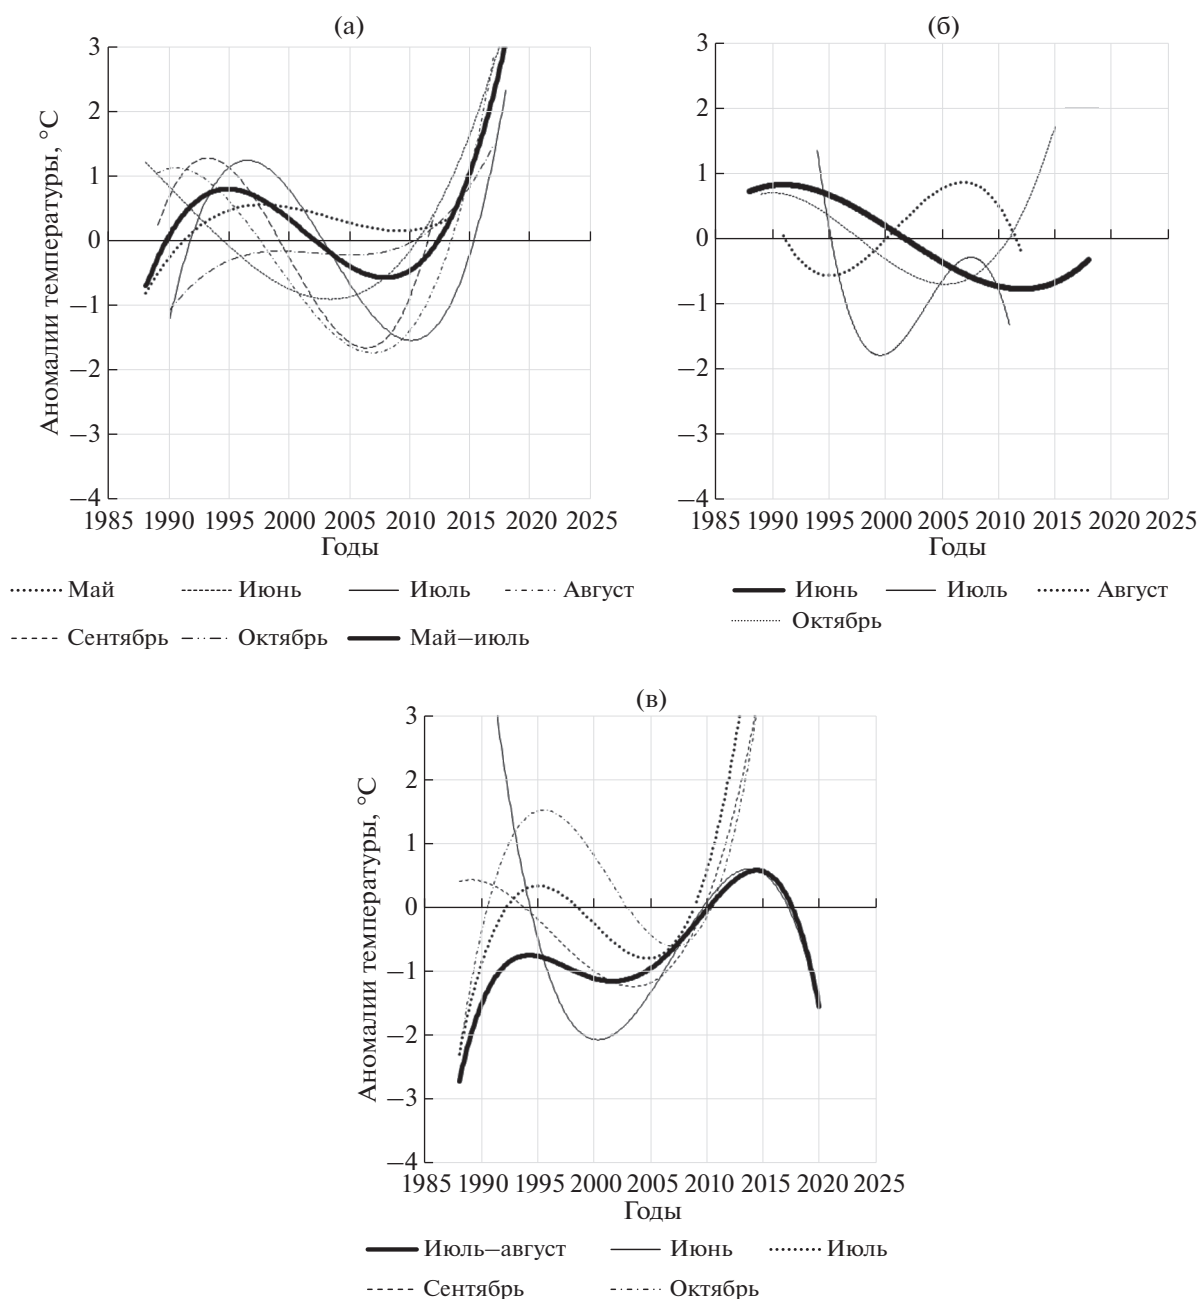 (а)
(б)
3
2
1
0
−1
−2
−3
−4
Аномалии температуры, °С
1985 1990 1995 2000 2005 2010 2015 2020 2025
Годы
Май Июнь Июль Август
Сентябрь Октябрь Май−июль
3
2
1
0
−1
−2
−3
−4
1985 1990 1995 2000 2005 2010 2015 2020 2025
Годы
Июнь Июль Август
Октябрь
(в)
3
2
1
0
−1
−2
−3
−4
Аномалии температуры, °С
1985 1990 1995 2000 2005 2010 2015 2020 2025
Годы
Июль−август Июнь Июль
Сентябрь Октябрь